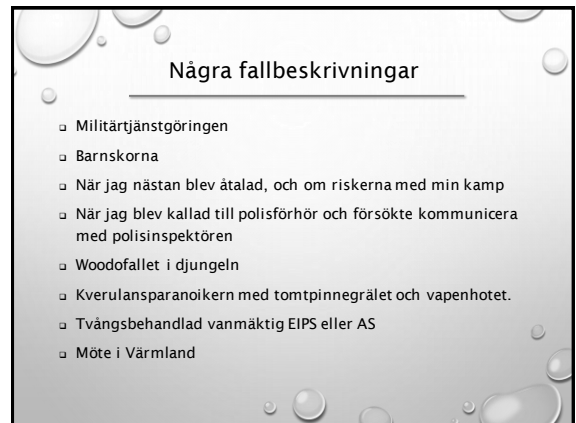 Några fallbeskrivningar
Militärtjänstgöringen
Barnskorna
När jag nästan blev åtalad, och om riskerna med min kamp
När jag blev kallad till polisförhör och försökte kommunicera
med polisinspektören
Woodofallet i djungeln
Kverulansparanoikern med tomtpinnegrälet och vapenhotet.
Tvångsbehandlad vanmäktig EIPS eller AS
Möte i Värmland